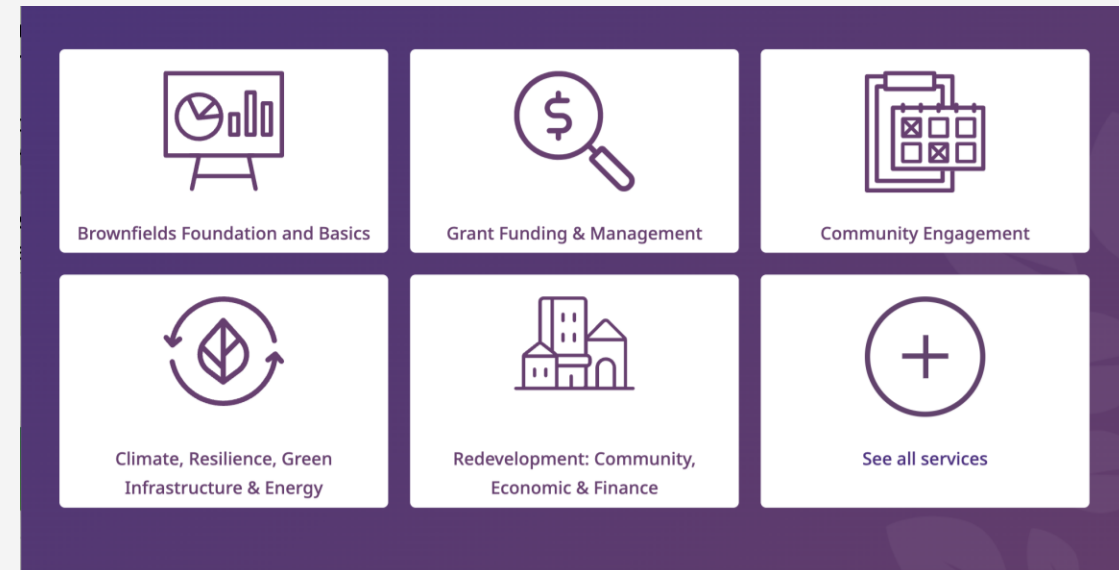 Brownfields Foundation and Basics
Grant Funding & Management
Community Engagement
Climate, Resilience, Green
Infrastructure & Energy
Redevelopment: Community,
Economic & Finance
See all services